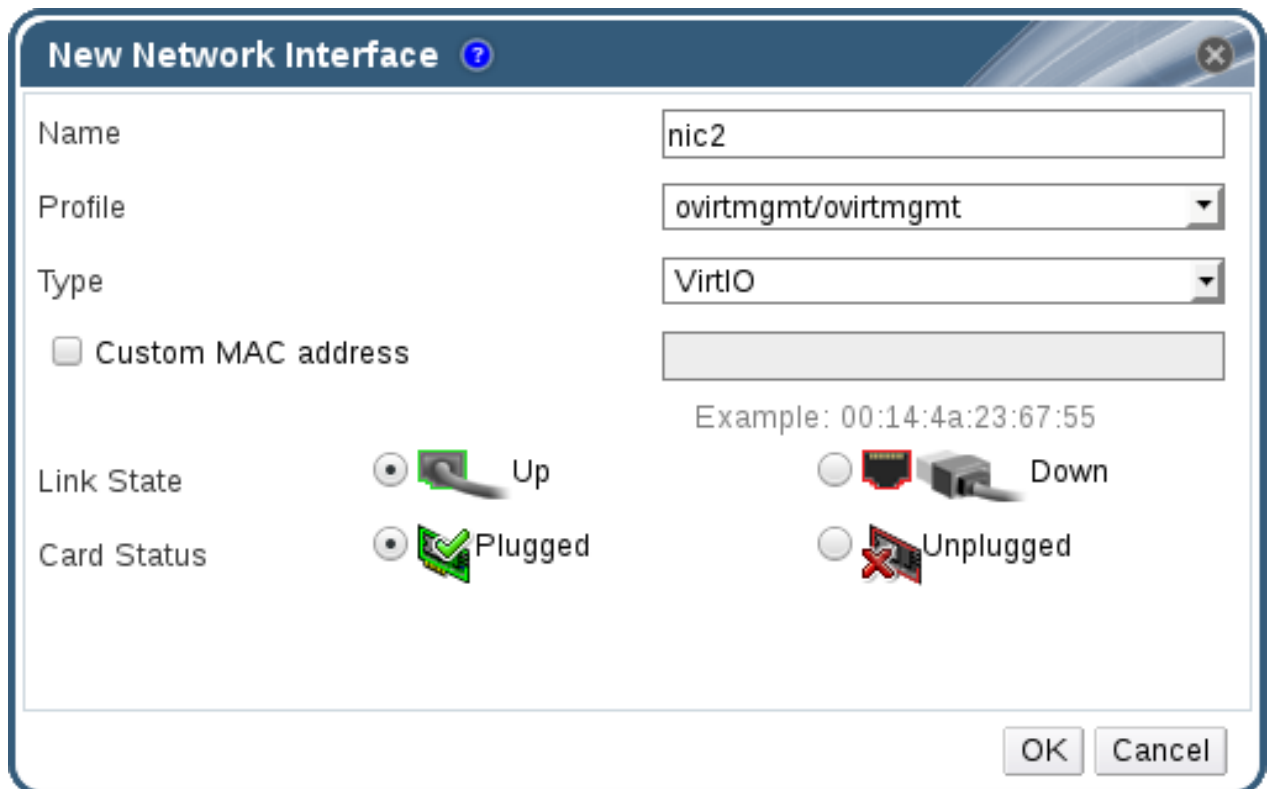 New Network Interface ?
Name
nic2
Profile
ovirtmgmt/ovirtmgmt
Type
VirtIO
Custom MAC address
Example: 00:14:4a:23:67:55
Link State
Up
Down
Card Status
Plugged
Unplugged
OK
Cancel